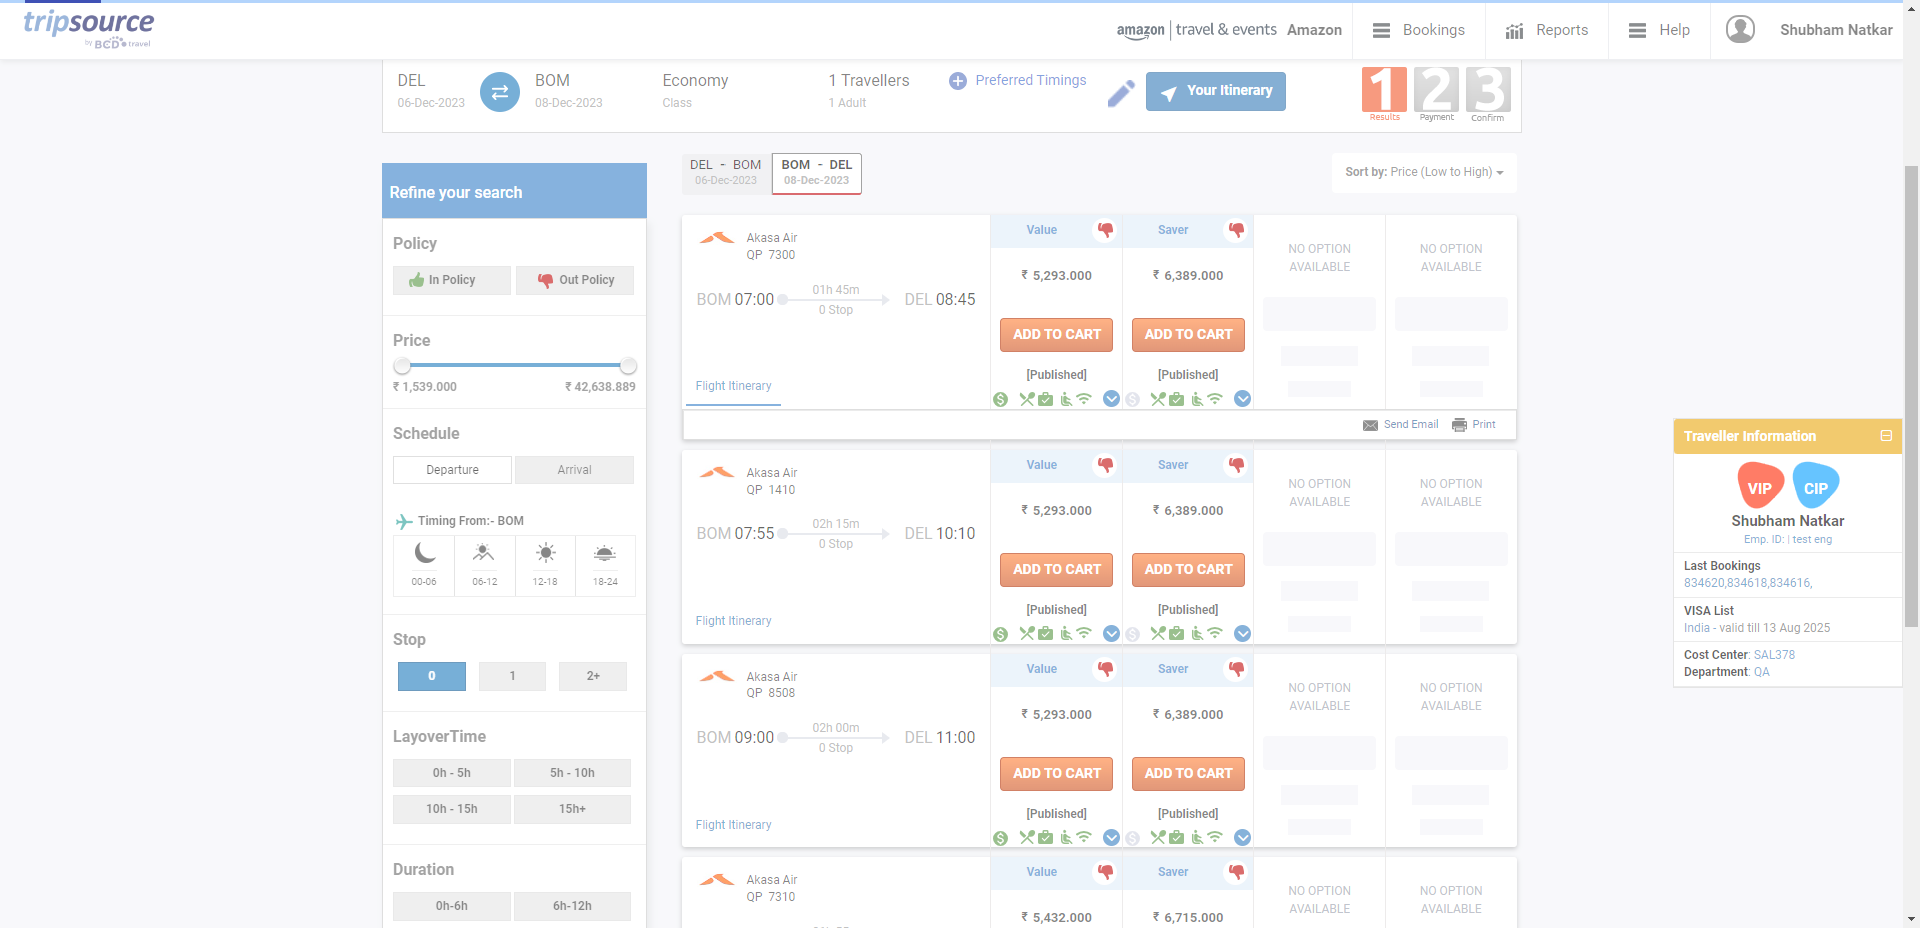 tripsource
by BCD travel
amazon | travel & events Amazon
Bookings
Reports
Help
Shubham Natkar
DEL
06-Dec-2023
BOM
08-Dec-2023
Economy
Class
1 Travellers
1 Adult
Preferred Timings
Your Itinerary
1
Results
2
Payment
3
Confirm
Refine your search
Policy
In Policy
Out Policy
Price
₹ 1,539.000
₹ 42,638.889
Schedule
Departure
Arrival
Timing From:- BOM
00-06
06-12
12-18
18-24
Stop
0
1
2+
LayoverTime
0h - 5h
5h - 10h
10h - 15h
15h+
Duration
0h-6h
6h-12h
DEL - BOM
06-Dec-2023
BOM - DEL
08-Dec-2023
Sort by: Price (Low to High)
Akasa Air
QP 7300
BOM 07:00
01h 45m
0 Stop
DEL 08:45
Flight Itinerary
Value
₹ 5,293.000
ADD TO CART
[Published]
Saver
₹ 6,389.000
ADD TO CART
[Published]
NO OPTION
AVAILABLE
NO OPTION
AVAILABLE
Send Email
Print
Akasa Air
QP 1410
BOM 07:55
02h 15m
0 Stop
DEL 10:10
Flight Itinerary
Value
₹ 5,293.000
ADD TO CART
[Published]
Saver
₹ 6,389.000
ADD TO CART
[Published]
NO OPTION
AVAILABLE
NO OPTION
AVAILABLE
Akasa Air
QP 8508
BOM 09:00
02h 00m
0 Stop
DEL 11:00
Flight Itinerary
Value
₹ 5,293.000
ADD TO CART
[Published]
Saver
₹ 6,389.000
ADD TO CART
[Published]
NO OPTION
AVAILABLE
NO OPTION
AVAILABLE
Akasa Air
QP 7310
Value
₹ 5,432.000
Saver
₹ 6,715.000
NO OPTION
AVAILABLE
NO OPTION
AVAILABLE
Traveller Information
VIP
CIP
Shubham Natkar
Emp. ID: | test eng
Last Bookings
834620,834618,834616,
VISA List
India - valid till 13 Aug 2025
Cost Center: SAL378
Department: QA